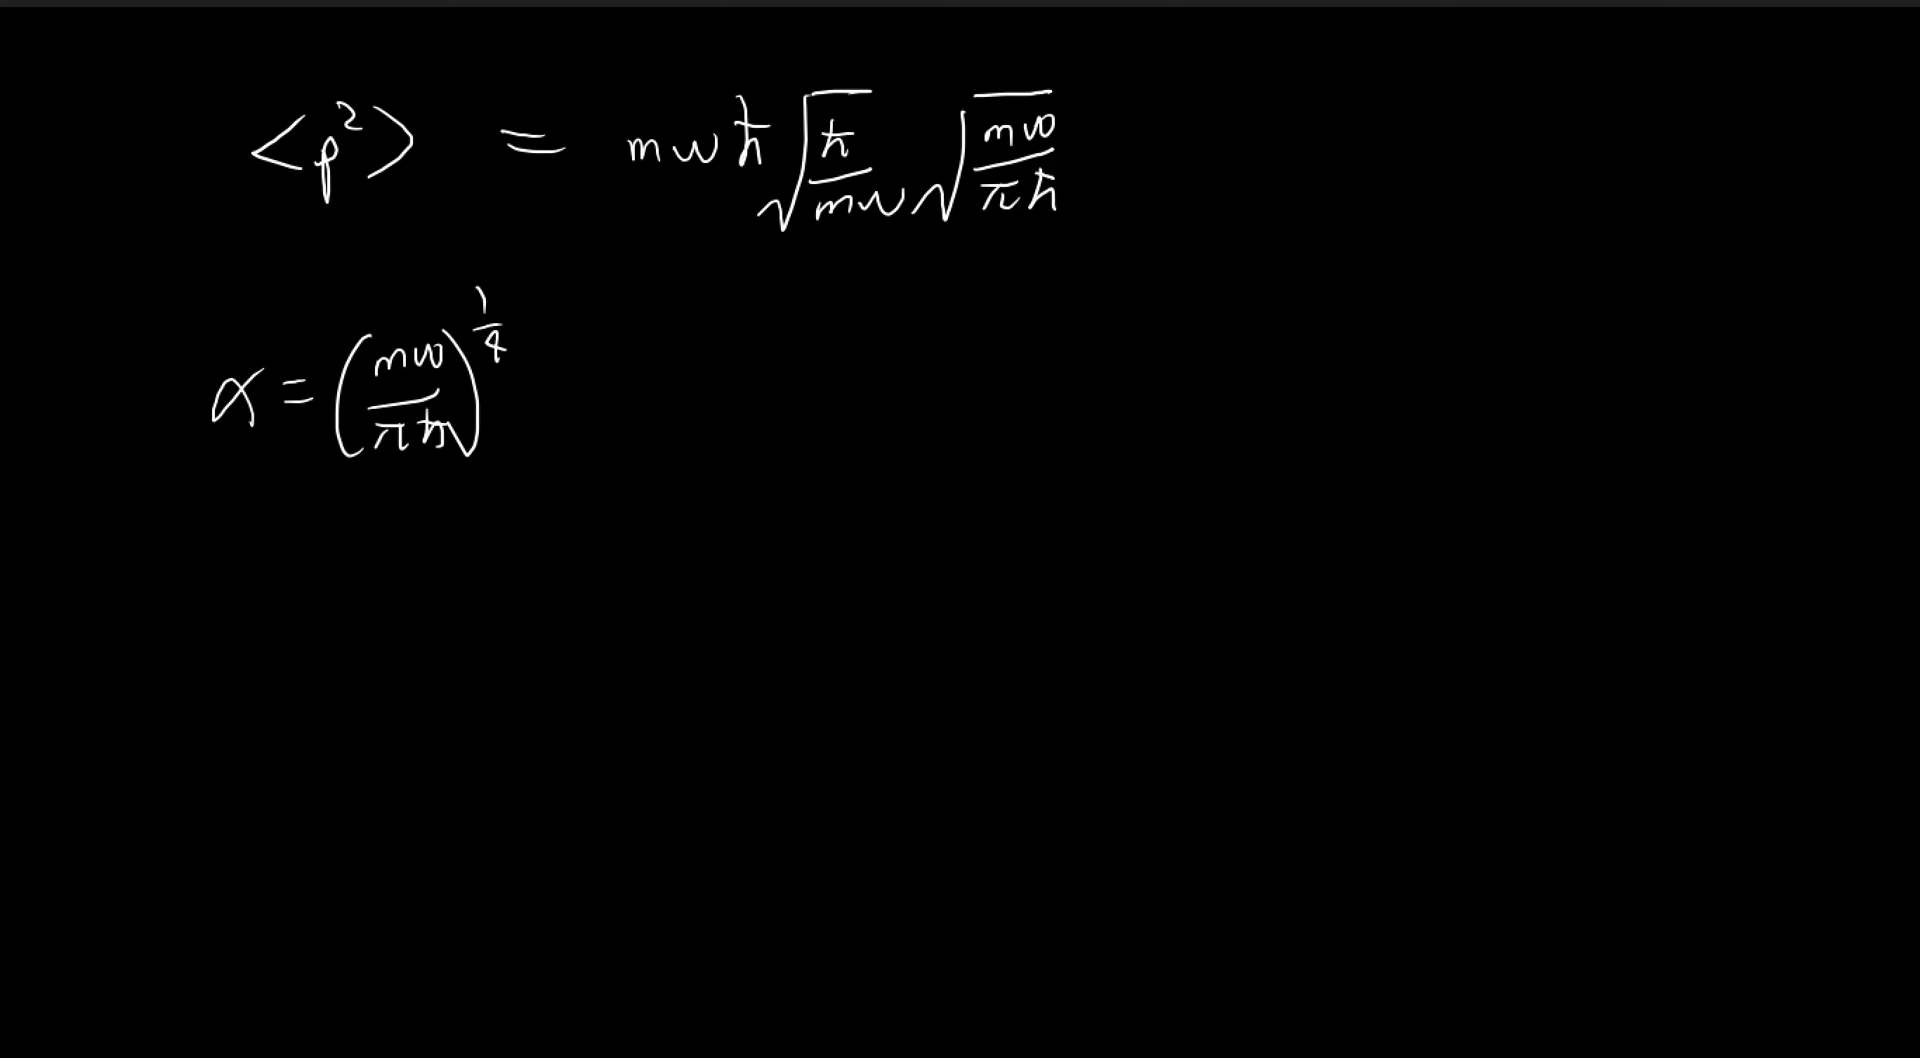 <p²> = mωħ√(ħ/mω) √(mω/πħ)
α = (mω/πħ)^(1/4)